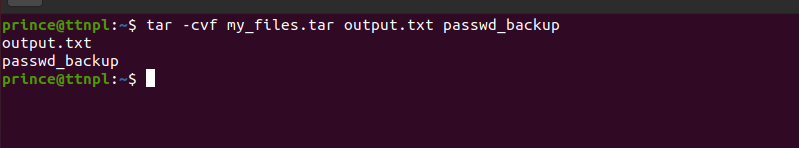 prince@ttnpl:~$ tar -cvf my_files.tar output.txt passwd_backup
output.txt
passwd_backup
prince@ttnpl:~$